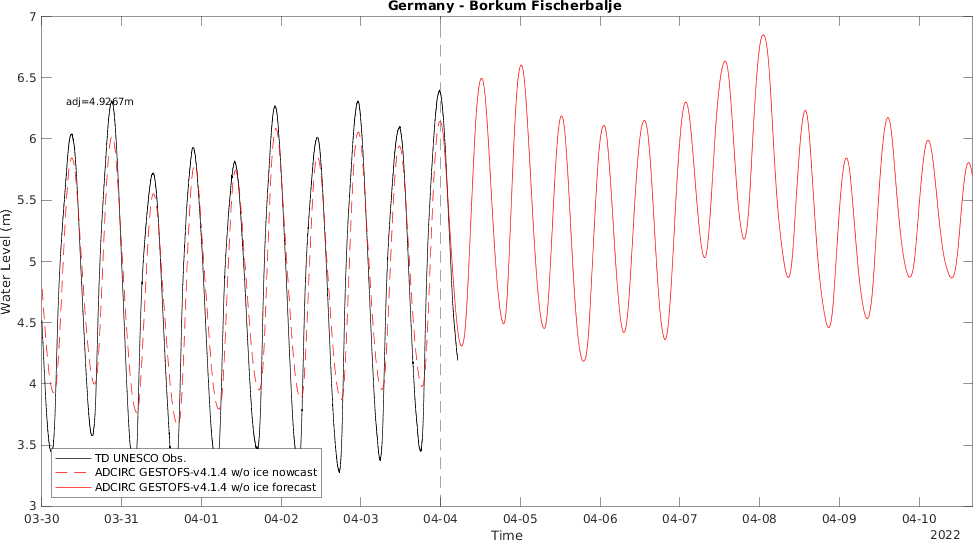 Germany - Borkum Fischerbalje
7
6.5
6
5.5
5
4.5
4
3.5
3
Water Level (m)
adj=4.9267m
TD UNESCO Obs.
ADCIRC GESTOFS-v4.1.4 w/o ice nowcast
ADCIRC GESTOFS-v4.1.4 w/o ice forecast
03-30 03-31 04-01 04-02 04-03 04-04 04-05 04-06 04-07 04-08 04-09 04-10
2022
Time